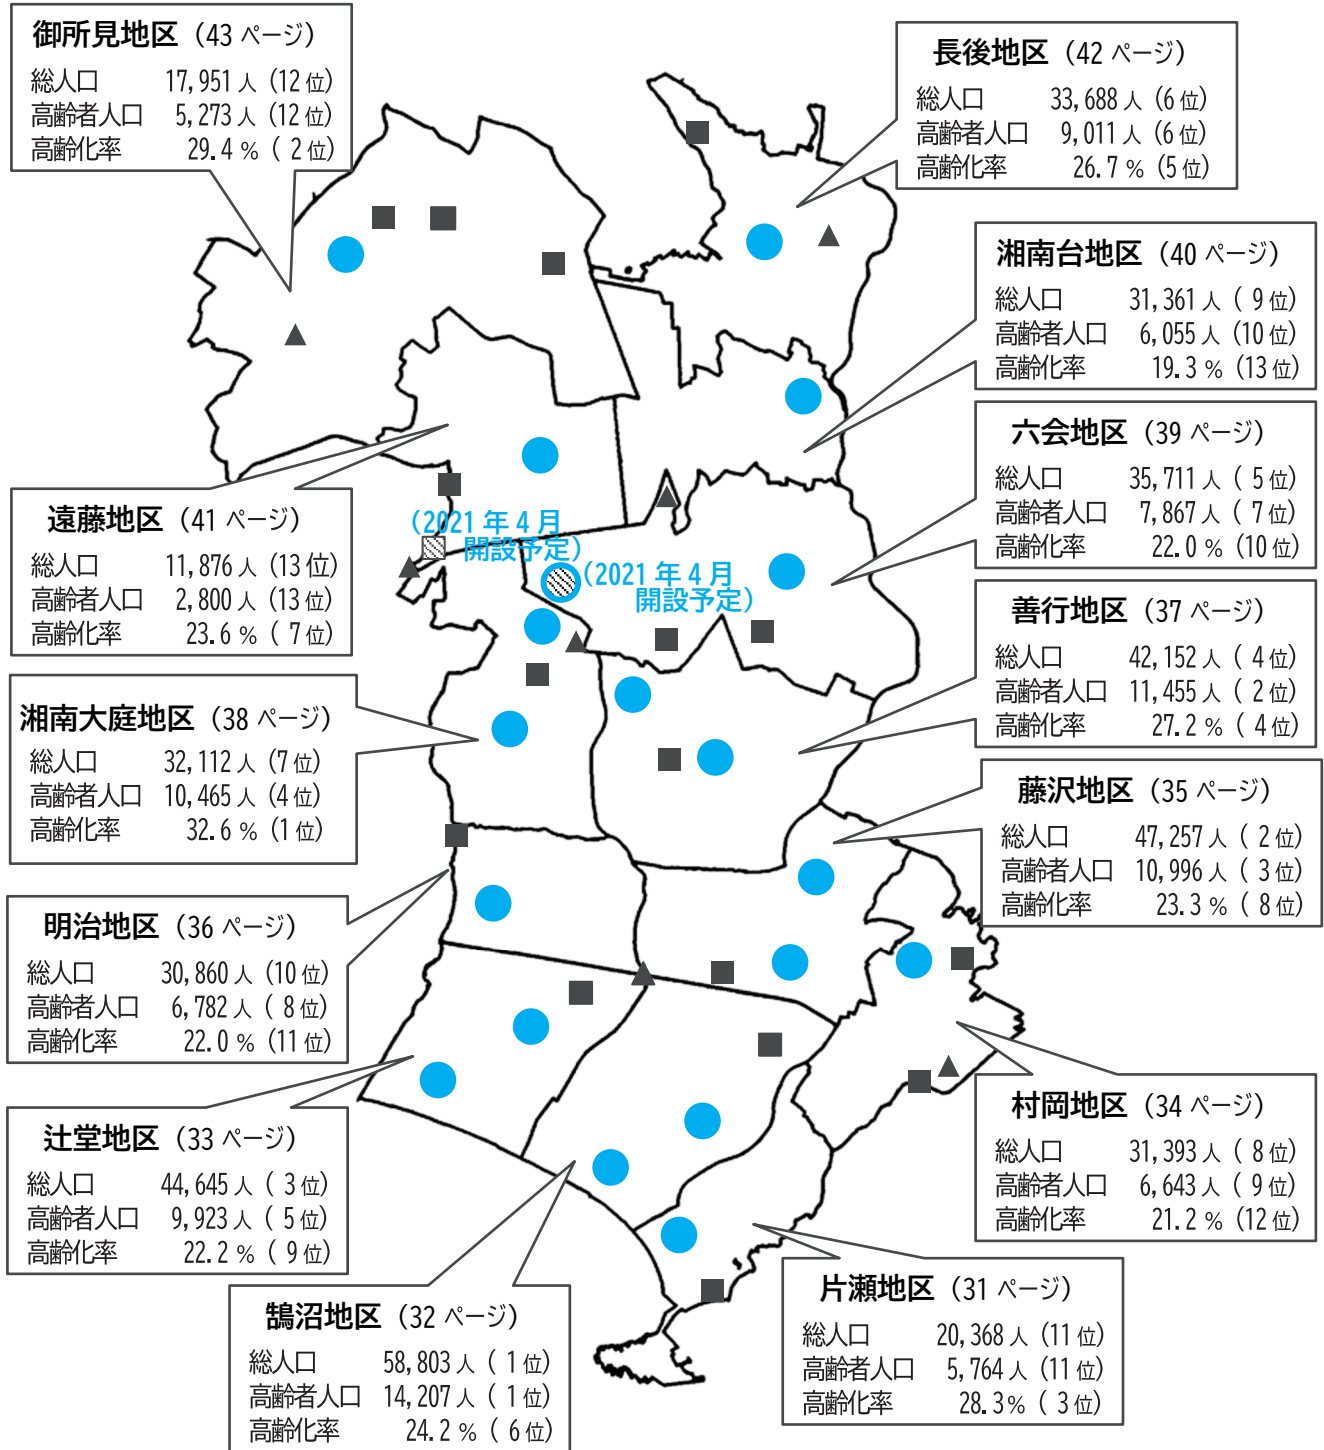 御所見地区（43 ページ）
総人口 17,951 人（12 位）
高齢者人口 5,273 人（12 位）
高齢化率 29.4 %（ 2 位）
長後地区（42 ページ）
総人口 33,688 人（6 位）
高齢者人口 9,011 人（6 位）
高齢化率 26.7 %（5 位）
湘南台地区（40 ページ）
総人口 31,361 人（ 9 位）
高齢者人口 6,055 人（10 位）
高齢化率 19.3 %（13 位）
六会地区（39 ページ）
総人口 35,711 人（ 5 位）
高齢者人口 7,867 人（ 7 位）
高齢化率 22.0 %（10 位）
遠藤地区（41 ページ）
総人口 11,876 人（13 位）
高齢者人口 2,800 人（13 位）
高齢化率 23.6 %（ 7 位）
（2021 年 4 月
開設予定）
（2021 年 4 月
開設予定）
善行地区（37 ページ）
総人口 42,152 人（ 4 位）
高齢者人口 11,455 人（ 2 位）
高齢化率 27.2 %（ 4 位）
湘南大庭地区（38 ページ）
総人口 32,112 人（7 位）
高齢者人口 10,465 人（4 位）
高齢化率 32.6 %（1 位）
藤沢地区（35 ページ）
総人口 47,257 人（ 2 位）
高齢者人口 10,996 人（ 3 位）
高齢化率 23.3 %（ 8 位）
明治地区（36 ページ）
総人口 30,860 人（10 位）
高齢者人口 6,782 人（ 8 位）
高齢化率 22.0 %（11 位）
村岡地区（34 ページ）
総人口 31,393 人（ 8 位）
高齢者人口 6,643 人（ 9 位）
高齢化率 21.2 %（12 位）
辻堂地区（33 ページ）
総人口 44,645 人（ 3 位）
高齢者人口 9,923 人（ 5 位）
高齢化率 22.2 %（ 9 位）
鵠沼地区（32 ページ）
総人口 58,803 人（ 1 位）
高齢者人口 14,207 人（ 1 位）
高齢化率 24.2 %（ 6 位）
片瀬地区（31 ページ）
総人口 20,368 人（11 位）
高齢者人口 5,764 人（11 位）
高齢化率 28.3%（ 3 位）